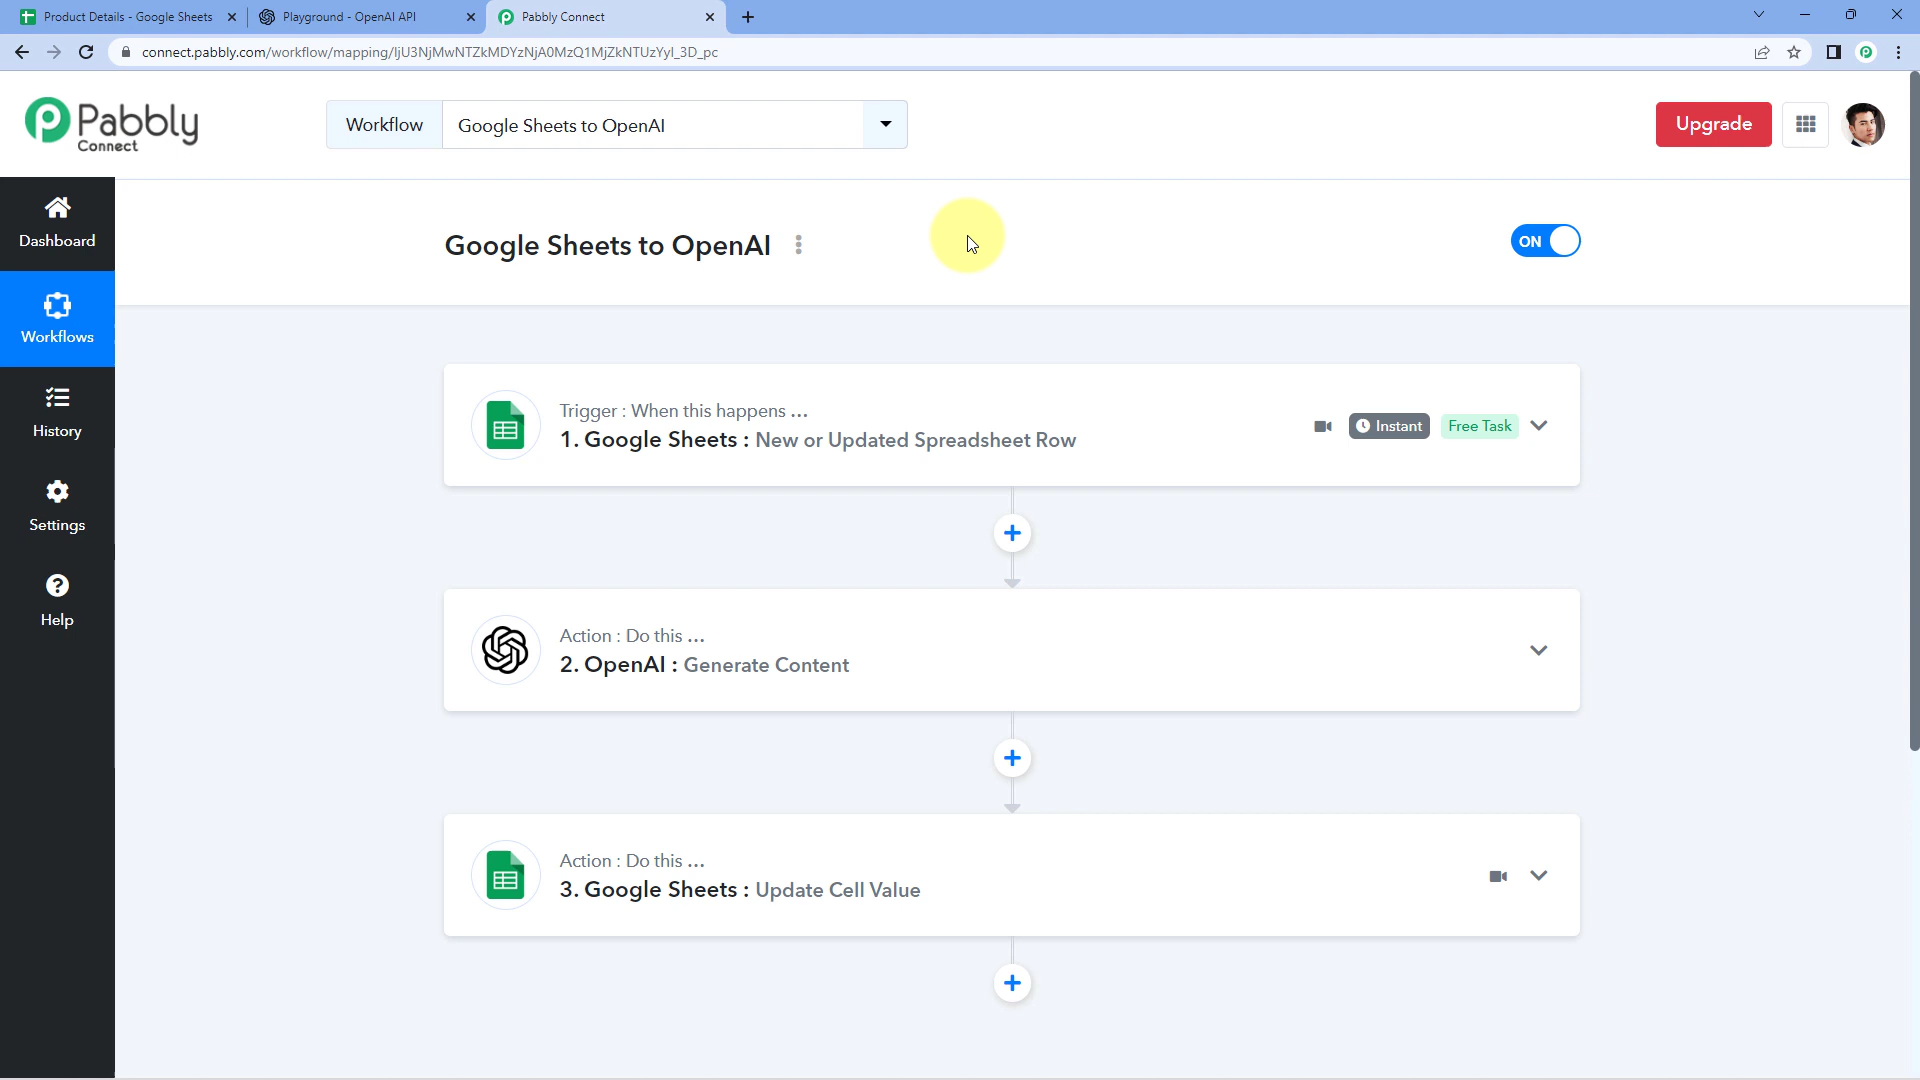 Product Details - Google Sheets
Playground - OpenAI API
Pabbly Connect
connect.pabbly.com/workflow/mapping/IjU3NjMwNTZkMDYzNjA0MzQ1MjZkNTUzYyI_3D_pc
Pabbly
Connect
Workflow
Google Sheets to OpenAI
Upgrade
Dashboard
Workflows
History
Settings
Help
Google Sheets to OpenAI
ON
Trigger : When this happens ...
1. Google Sheets : New or Updated Spreadsheet Row
Instant
Free Task
Action : Do this ...
2. OpenAI : Generate Content
Action : Do this ...
3. Google Sheets : Update Cell Value